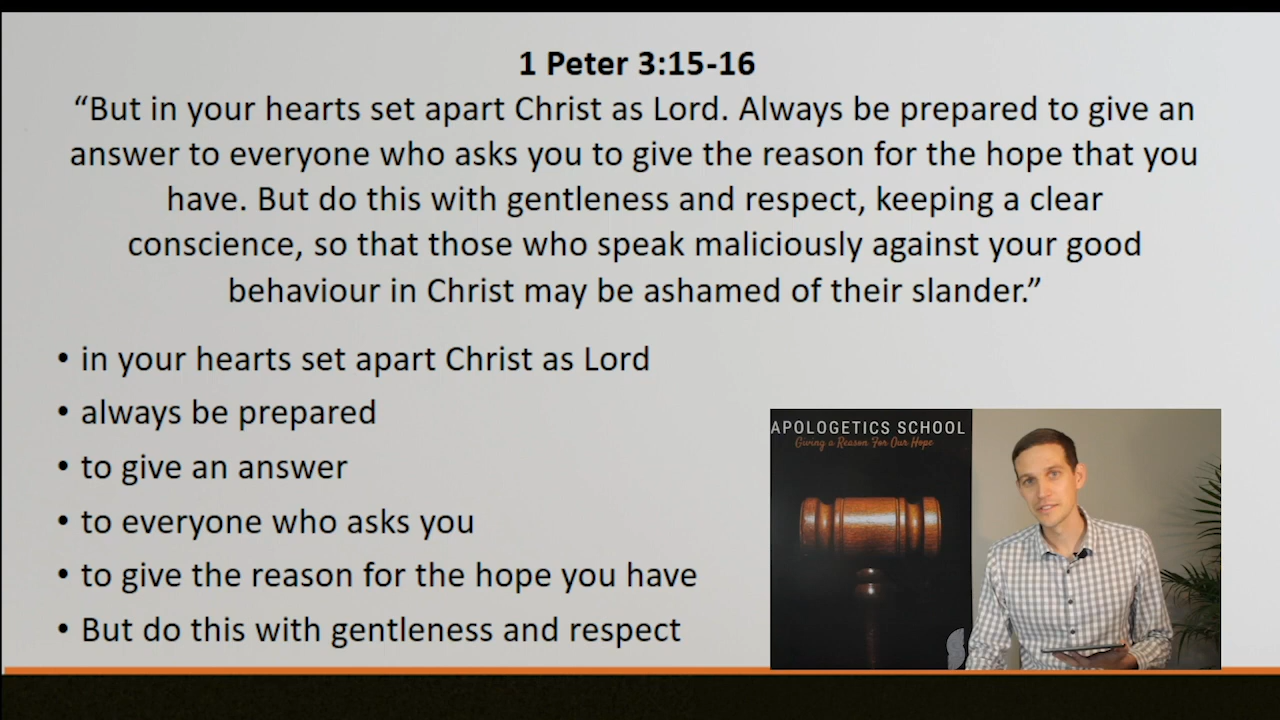 1 Peter 3:15-16
“But in your hearts set apart Christ as Lord. Always be prepared to give an
answer to everyone who asks you to give the reason for the hope that you
have. But do this with gentleness and respect, keeping a clear
conscience, so that those who speak maliciously against your good
behaviour in Christ may be ashamed of their slander.”
• in your hearts set apart Christ as Lord
• always be prepared
• to give an answer
• to everyone who asks you
• to give the reason for the hope you have
• But do this with gentleness and respect
APOLOGETICS SCHOOL
Giving a Reason For Our Hope